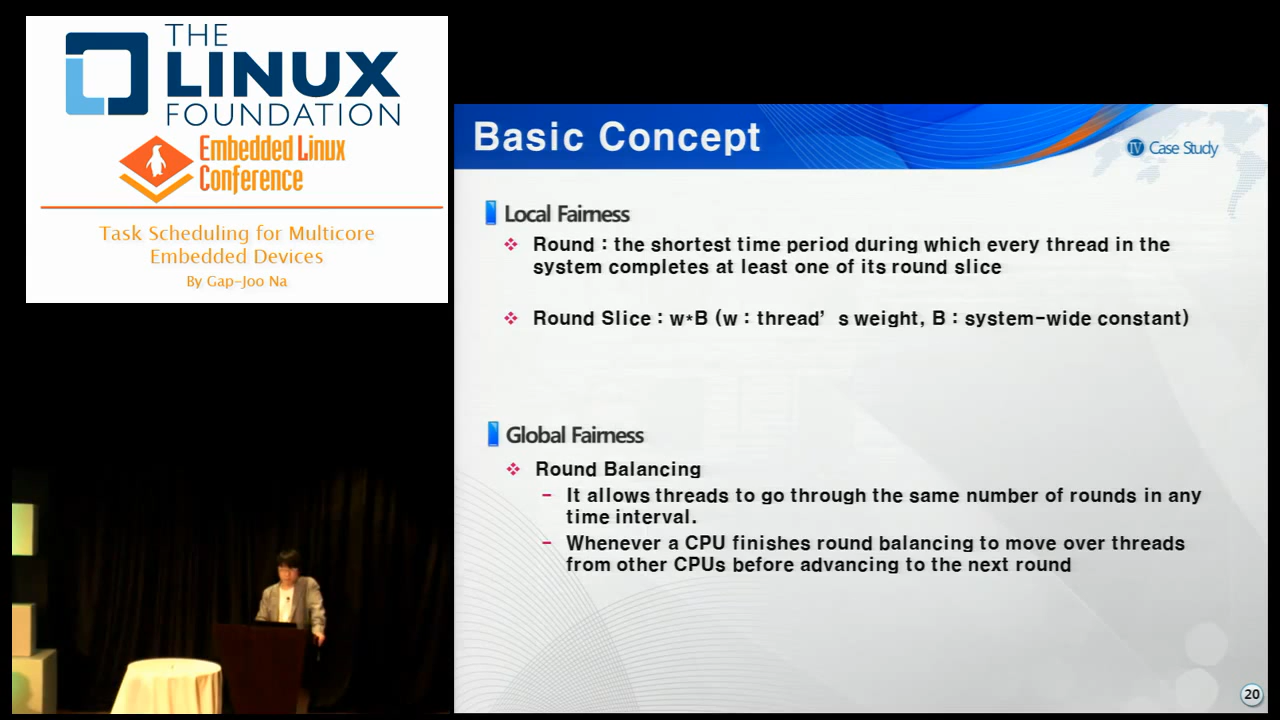 THE
LINUX
FOUNDATION
Embedded Linux
Conference
Task Scheduling for Multicore
Embedded Devices
By Gap-Joo Na
Basic Concept
IV Case Study
Local Fairness
❖ Round : the shortest time period during which every thread in the
system completes at least one of its round slice
❖ Round Slice : w*B (w : thread’ s weight, B : system-wide constant)
Global Fairness
❖ Round Balancing
- It allows threads to go through the same number of rounds in any
time interval.
- Whenever a CPU finishes round balancing to move over threads
from other CPUs before advancing to the next round
20